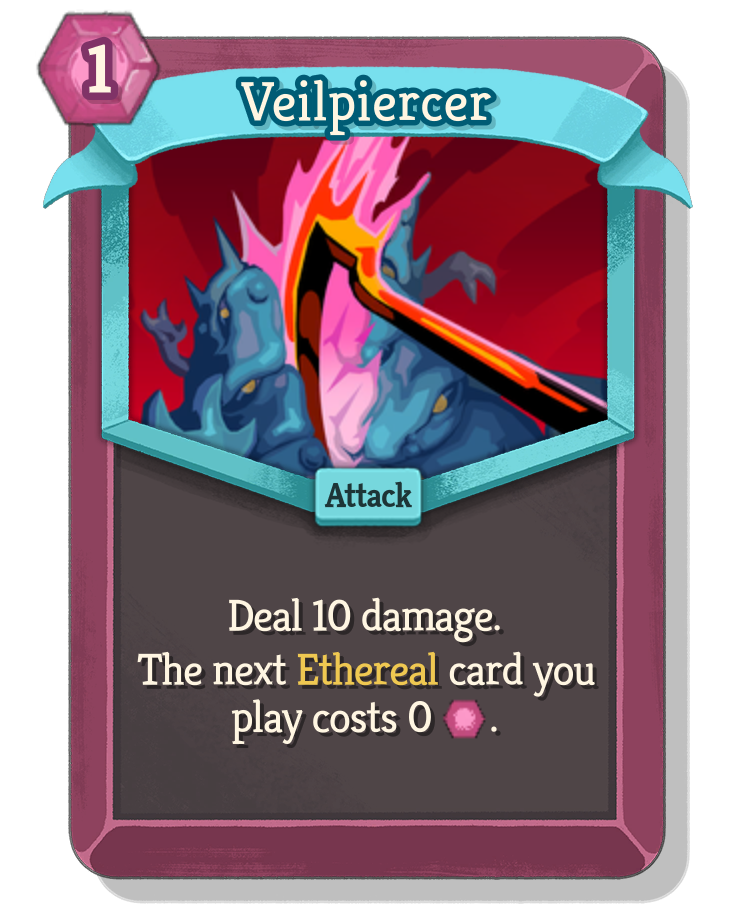 1
Veilpiercer
Attack
Deal 10 damage.
The next Ethereal card you
play costs 0 .